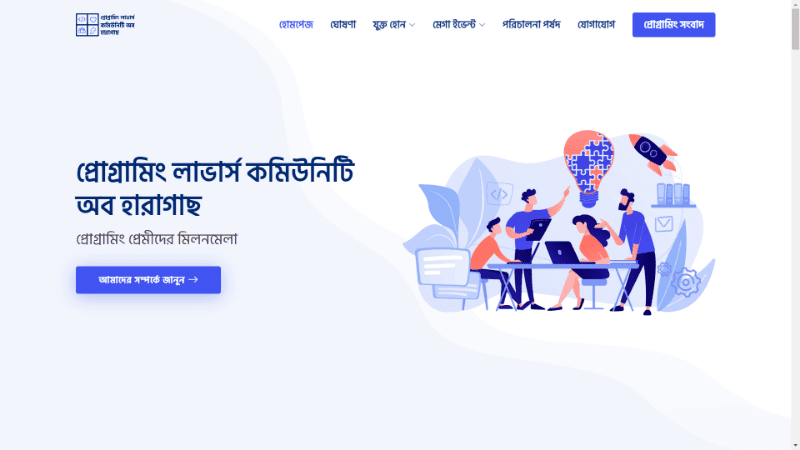 প্রোগ্রামিং লাভার্স
কমিউনিটি অব
হারাগাছ
হোমপেজ ঘোষণা যুক্ত হোন মেগা ইভেন্ট পরিচালনা পর্ষদ যোগাযোগ প্রোগ্রামিং সংবাদ
প্রোগ্রামিং লাভার্স কমিউনিটি
অব হারাগাছ
প্রোগ্রামিং প্রেমীদের মিলনমেলা
আমাদের সম্পর্কে জানুন →